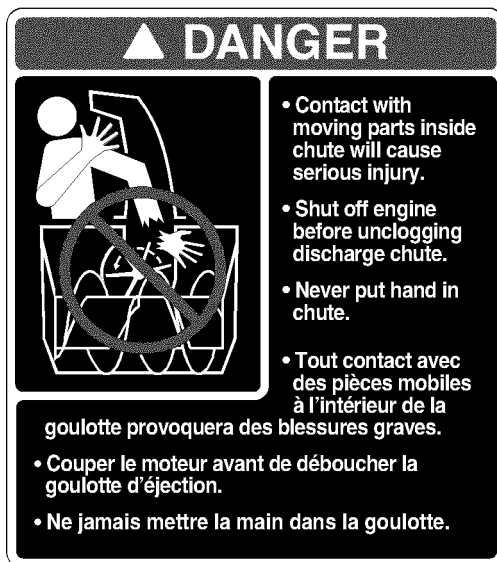 DANGER
• Contact with
moving parts inside
chute will cause
serious injury.
• Shut off engine
before unclogging
discharge chute.
• Never put hand in
chute.
• Tout contact avec
des pièces mobiles
à l'intérieur de la
goulotte provoquera des blessures graves.
• Couper le moteur avant de déboucher la
goulotte d'éjection.
• Ne jamais mettre la main dans la goulotte.